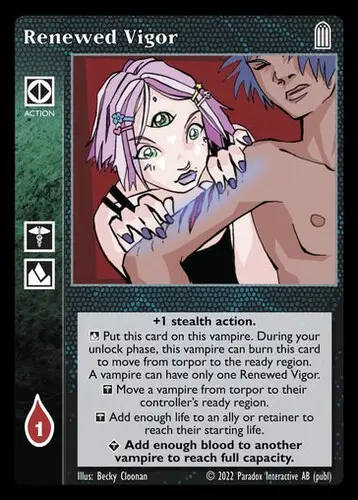 Renewed Vigor
ACTION
+1 stealth action.
Put this card on this vampire. During your
unlock phase, this vampire can burn this card
to move from torpor to the ready region.
A vampire can have only one Renewed Vigor.
Move a vampire from torpor to their
controller's ready region.
Add enough life to an ally or retainer to
reach their starting life.
Add enough blood to another
vampire to reach full capacity.
1
Illus: Becky Cloonan © 2022 Paradox Interactive AB (publ)